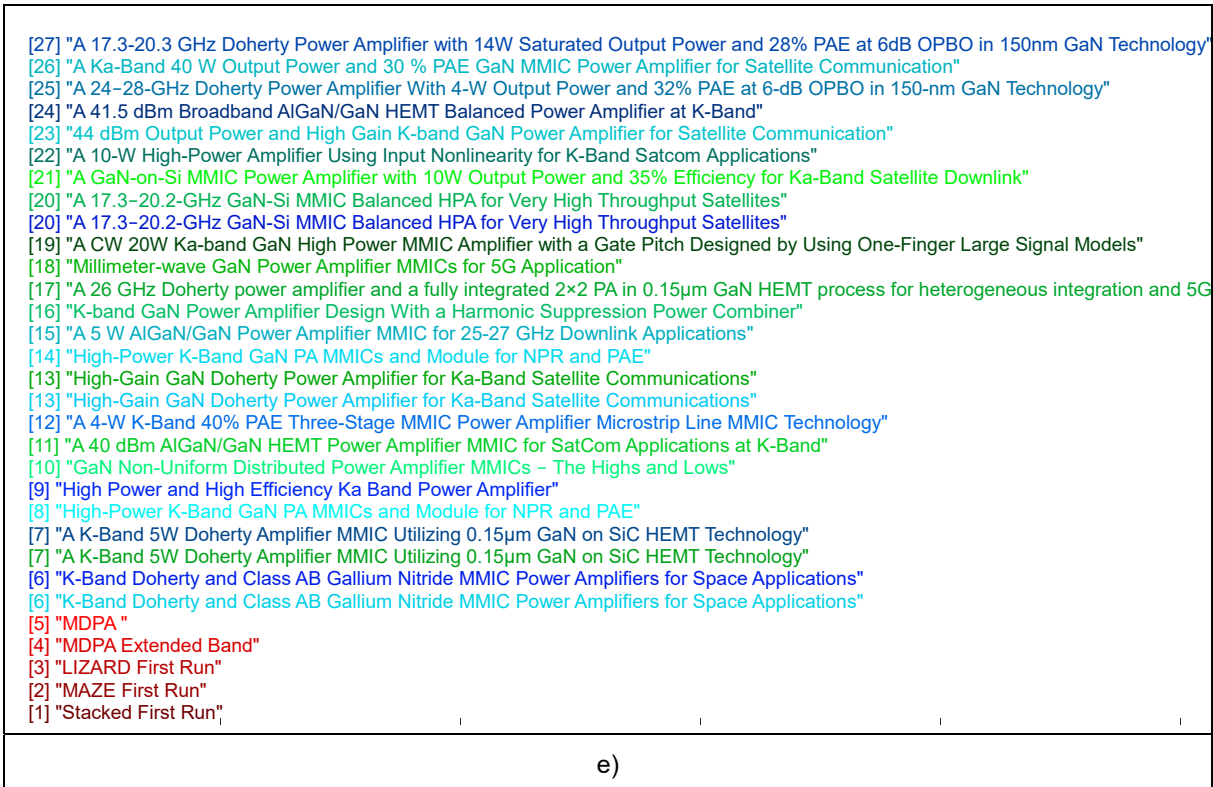 [27] "A 17.3-20.3 GHz Doherty Power Amplifier with 14W Saturated Output Power and 28% PAE at 6dB OPBO in 150nm GaN Technology"
[26] "A Ka-Band 40 W Output Power and 30 % PAE GaN MMIC Power Amplifier for Satellite Communication"
[25] "A 24−28-GHz Doherty Power Amplifier With 4-W Output Power and 32% PAE at 6-dB OPBO in 150-nm GaN Technology"
[24] "A 41.5 dBm Broadband AlGaN/GaN HEMT Balanced Power Amplifier at K-Band"
[23] "44 dBm Output Power and High Gain K-band GaN Power Amplifier for Satellite Communication"
[22] "A 10-W High-Power Amplifier Using Input Nonlinearity for K-Band Satcom Applications"
[21] "A GaN-on-Si MMIC Power Amplifier with 10W Output Power and 35% Efficiency for Ka-Band Satellite Downlink"
[20] "A 17.3−20.2-GHz GaN-Si MMIC Balanced HPA for Very High Throughput Satellites"
[20] "A 17.3−20.2-GHz GaN-Si MMIC Balanced HPA for Very High Throughput Satellites"
[19] "A CW 20W Ka-band GaN High Power MMIC Amplifier with a Gate Pitch Designed by Using One-Finger Large Signal Models"
[18] "Millimeter-wave GaN Power Amplifier MMICs for 5G Application"
[17] "A 26 GHz Doherty power amplifier and a fully integrated 2×2 PA in 0.15μm GaN HEMT process for heterogeneous integration and 5G
[16] "K-band GaN Power Amplifier Design With a Harmonic Suppression Power Combiner"
[15] "A 5 W AlGaN/GaN Power Amplifier MMIC for 25-27 GHz Downlink Applications"
[14] "High-Power K-Band GaN PA MMICs and Module for NPR and PAE"
[13] "High-Gain GaN Doherty Power Amplifier for Ka-Band Satellite Communications"
[13] "High-Gain GaN Doherty Power Amplifier for Ka-Band Satellite Communications"
[12] "A 4-W K-Band 40% PAE Three-Stage MMIC Power Amplifier Microstrip Line MMIC Technology"
[11] "A 40 dBm AlGaN/GaN HEMT Power Amplifier MMIC for SatCom Applications at K-Band"
[10] "GaN Non-Uniform Distributed Power Amplifier MMICs − The Highs and Lows"
[9] "High Power and High Efficiency Ka Band Power Amplifier"
[8] "High-Power K-Band GaN PA MMICs and Module for NPR and PAE"
[7] "A K-Band 5W Doherty Amplifier MMIC Utilizing 0.15μm GaN on SiC HEMT Technology"
[7] "A K-Band 5W Doherty Amplifier MMIC Utilizing 0.15μm GaN on SiC HEMT Technology"
[6] "K-Band Doherty and Class AB Gallium Nitride MMIC Power Amplifiers for Space Applications"
[6] "K-Band Doherty and Class AB Gallium Nitride MMIC Power Amplifiers for Space Applications"
[5] "MDPA "
[4] "MDPA Extended Band"
[3] "LIZARD First Run"
[2] "MAZE First Run"
[1] "Stacked First Run"
e)